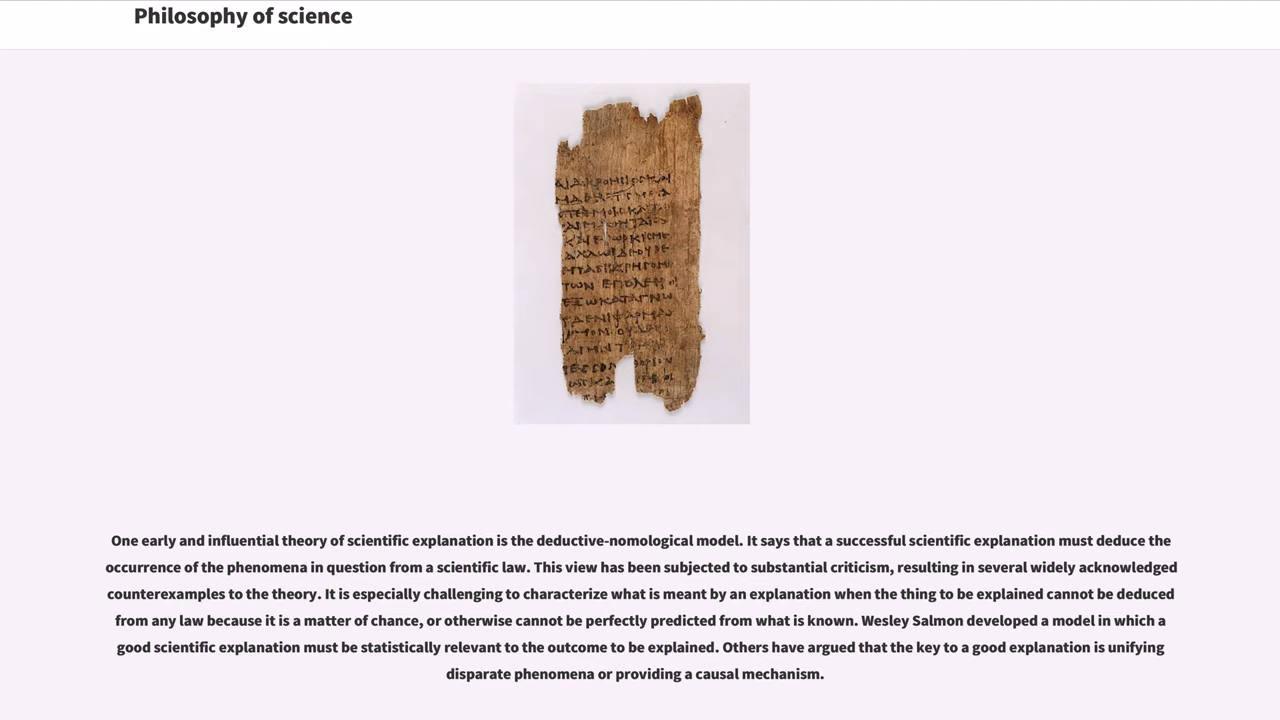 Philosophy of science
ΤΩΝ
One early and influential theory of scientific explanation is the deductive-nomological model. It says that a successful scientific explanation must deduce the
occurrence of the phenomena in question from a scientific law. This view has been subjected to substantial criticism, resulting in several widely acknowledged
counterexamples to the theory. It is especially challenging to characterize what is meant by an explanation when the thing to be explained cannot be deduced
from any law because it is a matter of chance, or otherwise cannot be perfectly predicted from what is known. Wesley Salmon developed a model in which a
good scientific explanation must be statistically relevant to the outcome to be explained. Others have argued that the key to a good explanation is unifying
disparate phenomena or providing a causal mechanism.